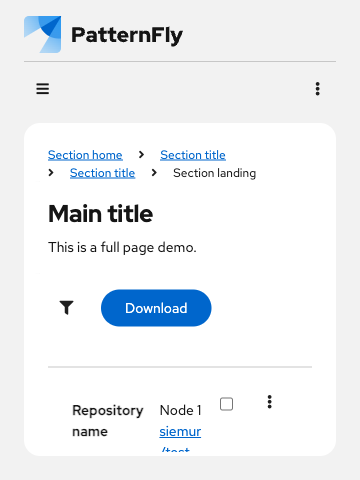 PatternFly
Section home > Section title
> Section title > Section landing
Main title
This is a full page demo.
Download
Repository name Node 1
siemur
/test